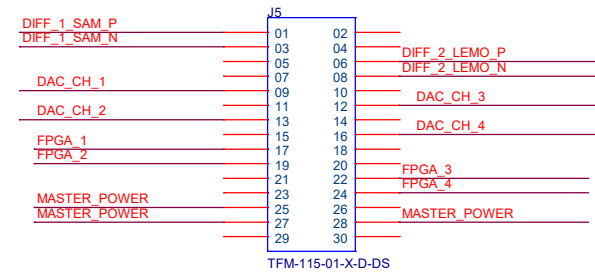 J5
DIFF_1_SAM_P
01 02
DIFF_1_SAM_N
03 04
DIFF_2_LEMO_P
05 06
DIFF_2_LEMO_N
07 08
DAC_CH_1
09 10
DAC_CH_3
11 12
DAC_CH_2
13 14
DAC_CH_4
15 16
FPGA_1
17 18
FPGA_2
19 20
FPGA_3
21 22
FPGA_4
23 24
MASTER_POWER
25 26
MASTER_POWER MASTER_POWER
27 28
29 30
TFM-115-01-X-D-DS